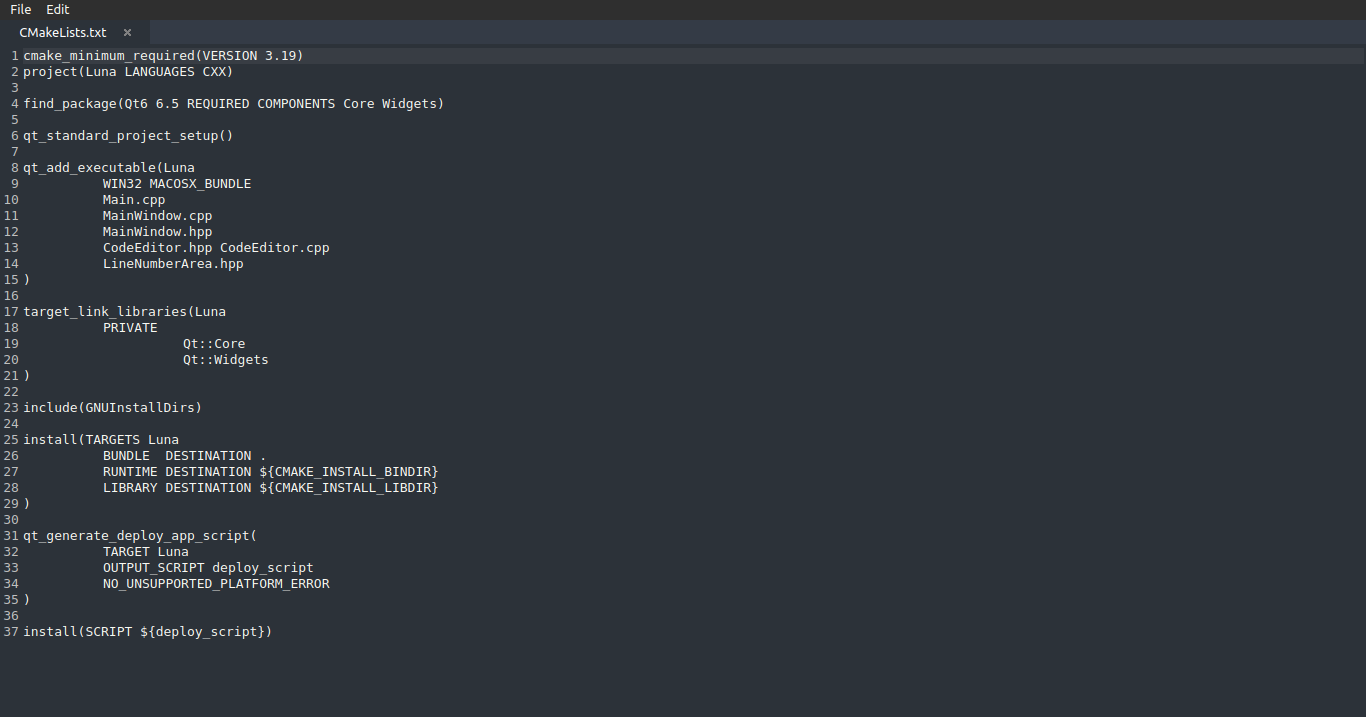 File Edit
CMakeLists.txt ×
1 cmake_minimum_required(VERSION 3.19)
2 project(Luna LANGUAGES CXX)
3
4 find_package(Qt6 6.5 REQUIRED COMPONENTS Core Widgets)
5
6 qt_standard_project_setup()
7
8 qt_add_executable(Luna
9 WIN32 MACOSX_BUNDLE
10 Main.cpp
11 MainWindow.cpp
12 MainWindow.hpp
13 CodeEditor.hpp CodeEditor.cpp
14 LineNumberArea.hpp
15 )
16
17 target_link_libraries(Luna
18 PRIVATE
19 Qt::Core
20 Qt::Widgets
21 )
22
23 include(GNUInstallDirs)
24
25 install(TARGETS Luna
26 BUNDLE  DESTINATION .
27 RUNTIME DESTINATION ${CMAKE_INSTALL_BINDIR}
28 LIBRARY DESTINATION ${CMAKE_INSTALL_LIBDIR}
29 )
30
31 qt_generate_deploy_app_script(
32 TARGET Luna
33 OUTPUT_SCRIPT deploy_script
34 NO_UNSUPPORTED_PLATFORM_ERROR
35 )
36
37 install(SCRIPT ${deploy_script})